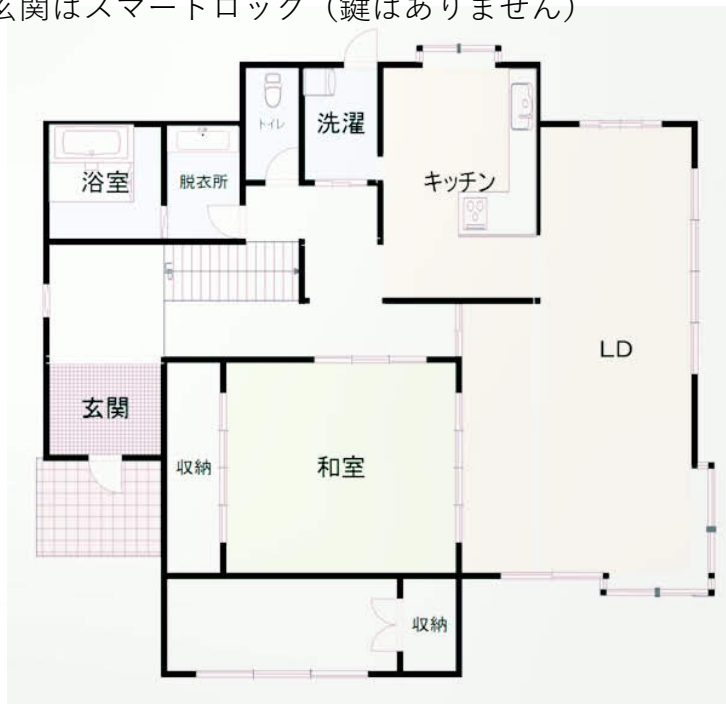 玄関はスマートロック（鍵はありません）
トイレ
洗濯
浴室
脱衣所
キッチン
LD
玄関
収納
和室
収納